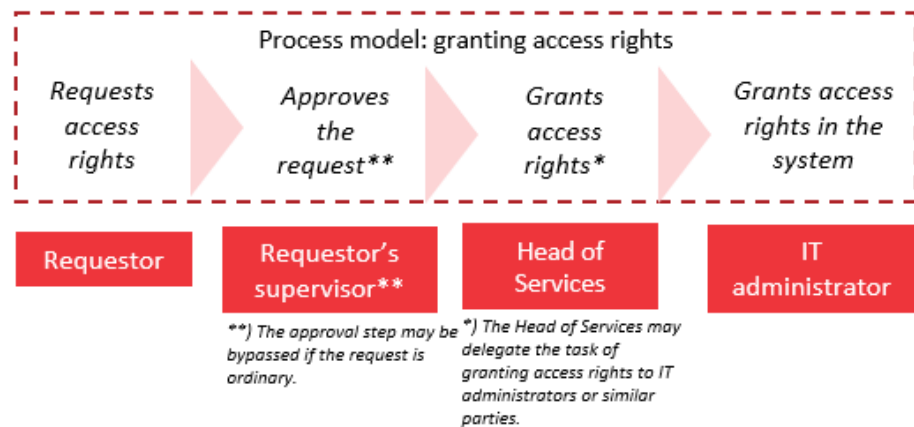 Process model: granting access rights
Requests
access
rights
Approves
the
request**
Grants
access
rights*
Grants access
rights in the
system
Requestor
Requestor's
supervisor**
Head of
Services
IT
administrator
**) The approval step may be
bypassed if the request is
ordinary.
*) The Head of Services may
delegate the task of
granting access rights to IT
administrators or similar
parties.